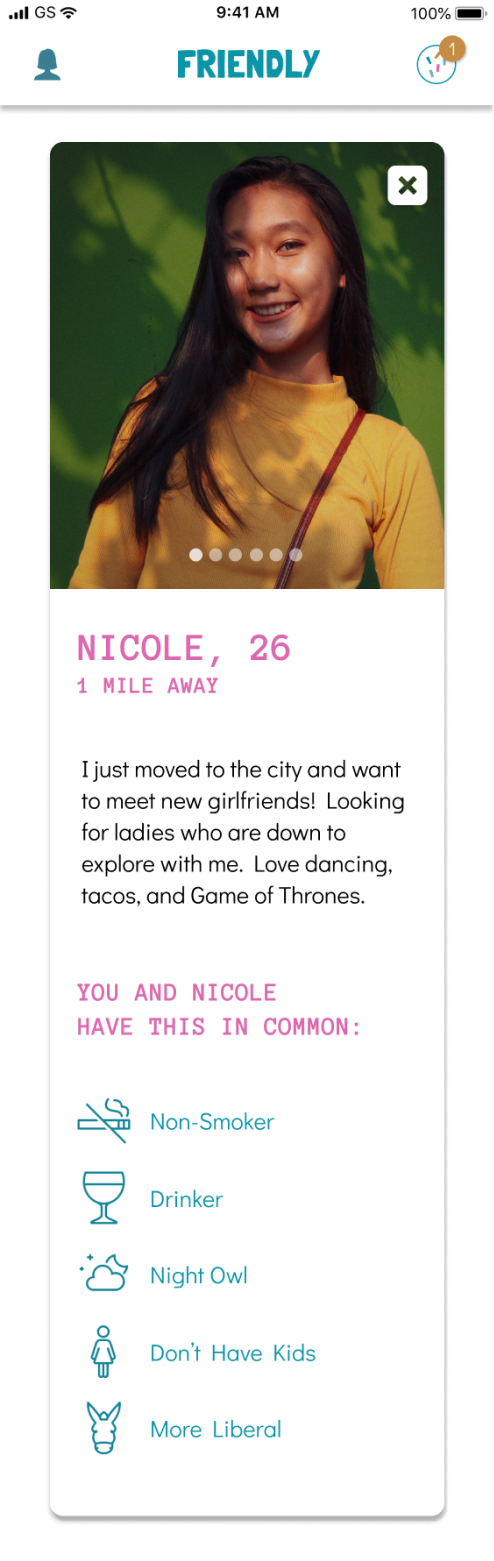 GS 9:41 AM 100%
FRIENDLY
1
NICOLE, 26
1 MILE AWAY
I just moved to the city and want
to meet new girlfriends!  Looking
for ladies who are down to
explore with me.  Love dancing,
tacos, and Game of Thrones.
YOU AND NICOLE
HAVE THIS IN COMMON:
Non-Smoker
Drinker
Night Owl
Don't Have Kids
More Liberal